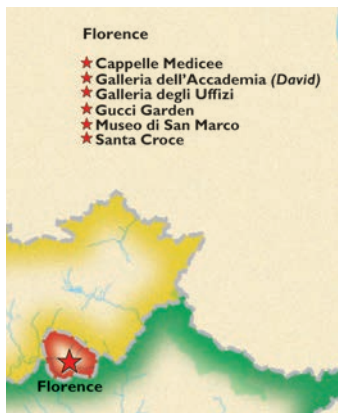 Florence
Cappelle Medicee
Galleria dell'Accademia (David)
Galleria degli Uffizi
Gucci Garden
Museo di San Marco
Santa Croce
Florence